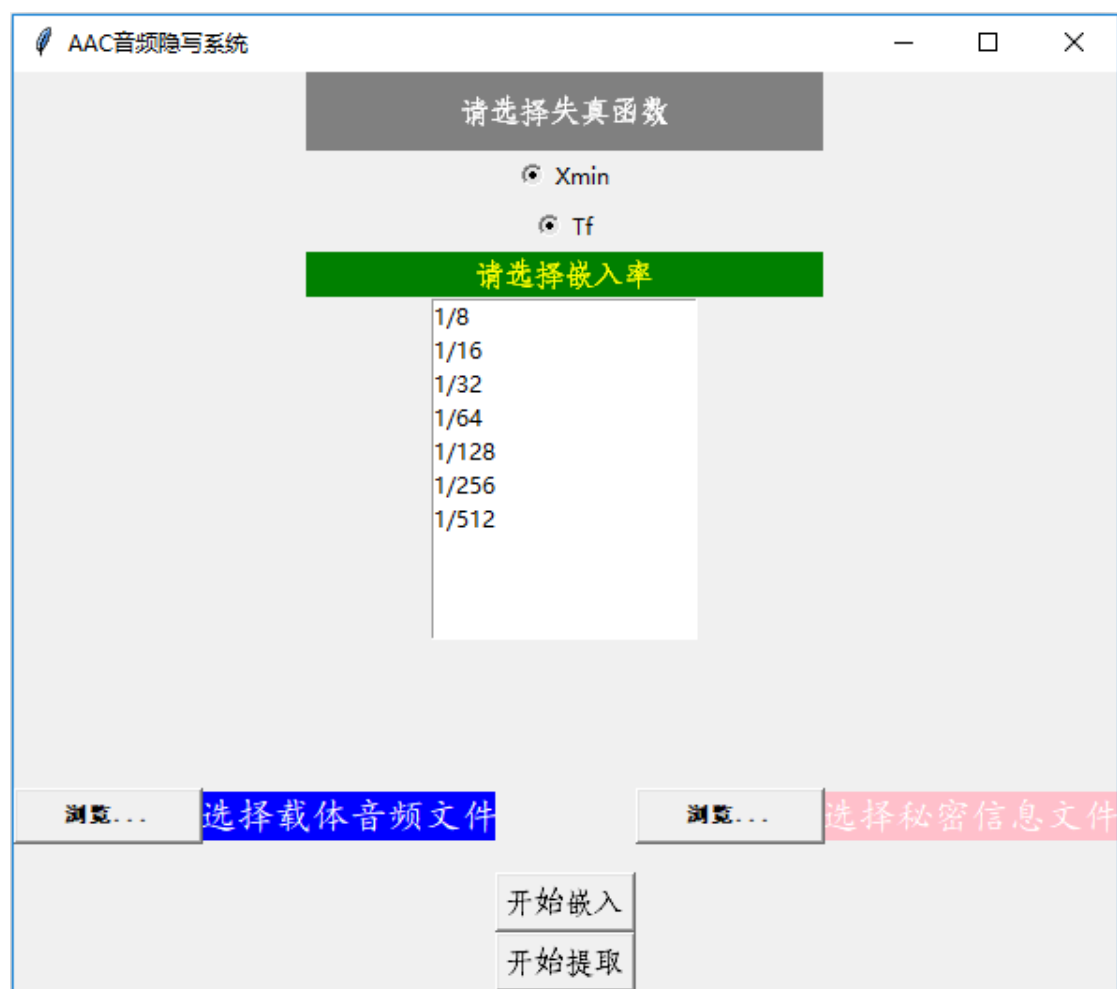 AAC音频隐写系统
请选择失真函数
Xmin
Tf
请选择嵌入率
1/8
1/16
1/32
1/64
1/128
1/256
1/512
浏览... 选择载体音频文件 浏览... 选择秘密信息文件
开始嵌入
开始提取